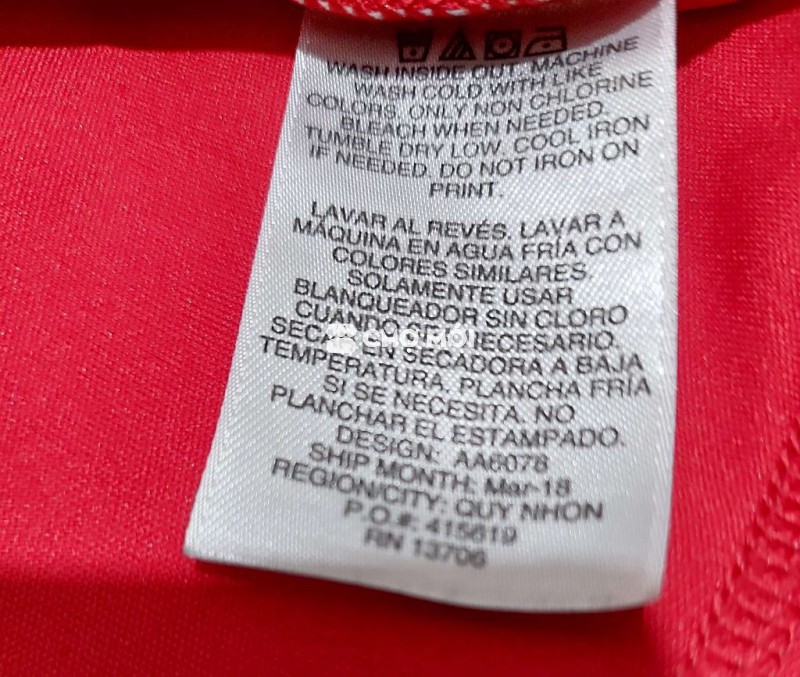 WASH INSIDE OUT. MACHINE
WASH COLD WITH LIKE
COLORS. ONLY NON CHLORINE
BLEACH WHEN NEEDED.
TUMBLE DRY LOW. COOL IRON
IF NEEDED. DO NOT IRON ON
PRINT.
LAVAR AL REVÉS. LAVAR A
MÁQUINA EN AGUA FRÍA CON
COLORES SIMILARES.
SOLAMENTE USAR
BLANQUEADOR SIN CLORO
CUANDO SEA NECESARIO.
CHỢ MỚI
SECAR EN SECADORA A BAJA
TEMPERATURA. PLANCHA FRÍA
SI SE NECESITA. NO
PLANCHAR EL ESTAMPADO.
DESIGN: AA6078
SHIP MONTH: Mar-18
REGION/CITY: QUY NHON
P.O.#: 415619
RN 13706